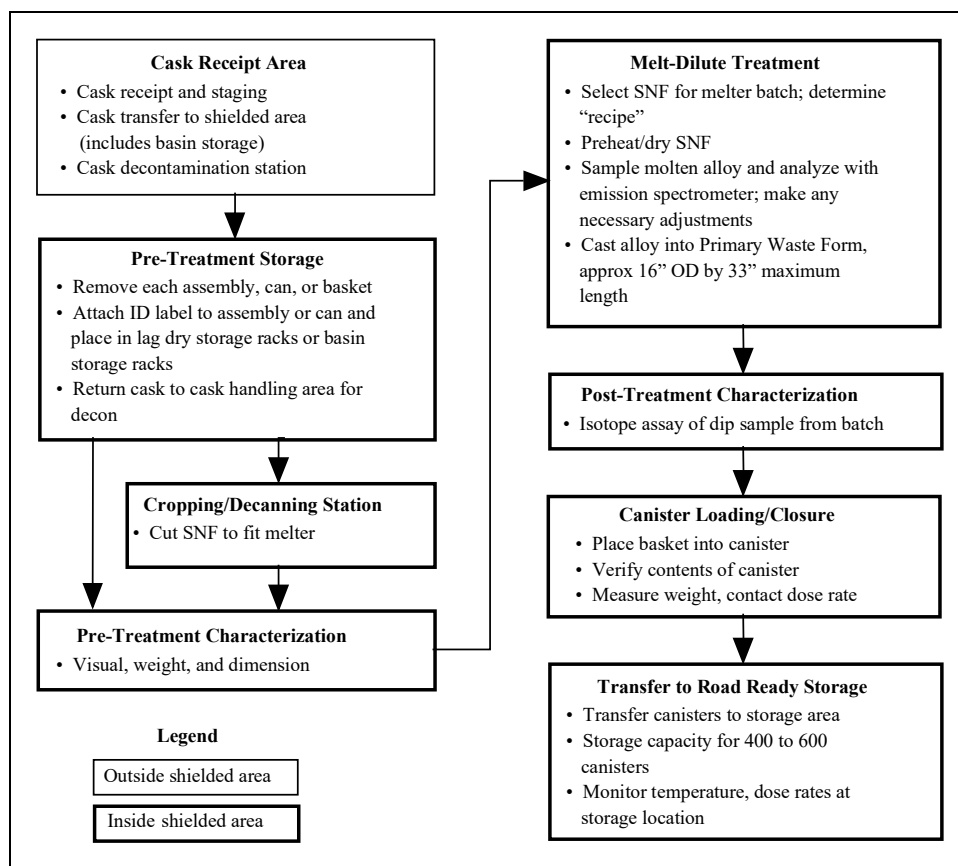 Cask Receipt Area
• Cask receipt and staging
• Cask transfer to shielded area
(includes basin storage)
• Cask decontamination station
Pre-Treatment Storage
• Remove each assembly, can, or basket
• Attach ID label to assembly or can and
place in lag dry storage racks or basin
storage racks
• Return cask to cask handling area for
decon
Cropping/Decanning Station
• Cut SNF to fit melter
Pre-Treatment Characterization
• Visual, weight, and dimension
Legend
Outside shielded area
Inside shielded area
Melt-Dilute Treatment
• Select SNF for melter batch; determine
“recipe”
• Preheat/dry SNF
• Sample molten alloy and analyze with
emission spectrometer; make any
necessary adjustments
• Cast alloy into Primary Waste Form,
approx 16” OD by 33” maximum
length
Post-Treatment Characterization
• Isotope assay of dip sample from batch
Canister Loading/Closure
• Place basket into canister
• Verify contents of canister
• Measure weight, contact dose rate
Transfer to Road Ready Storage
• Transfer canisters to storage area
• Storage capacity for 400 to 600
canisters
• Monitor temperature, dose rates at
storage location